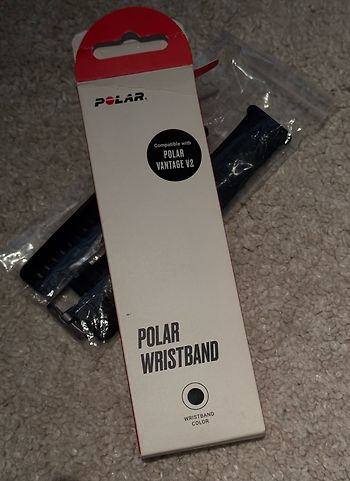 POLAR
Compatible with
POLAR
VANTAGE V2
POLAR
WRISTBAND
WRISTBAND
COLOR